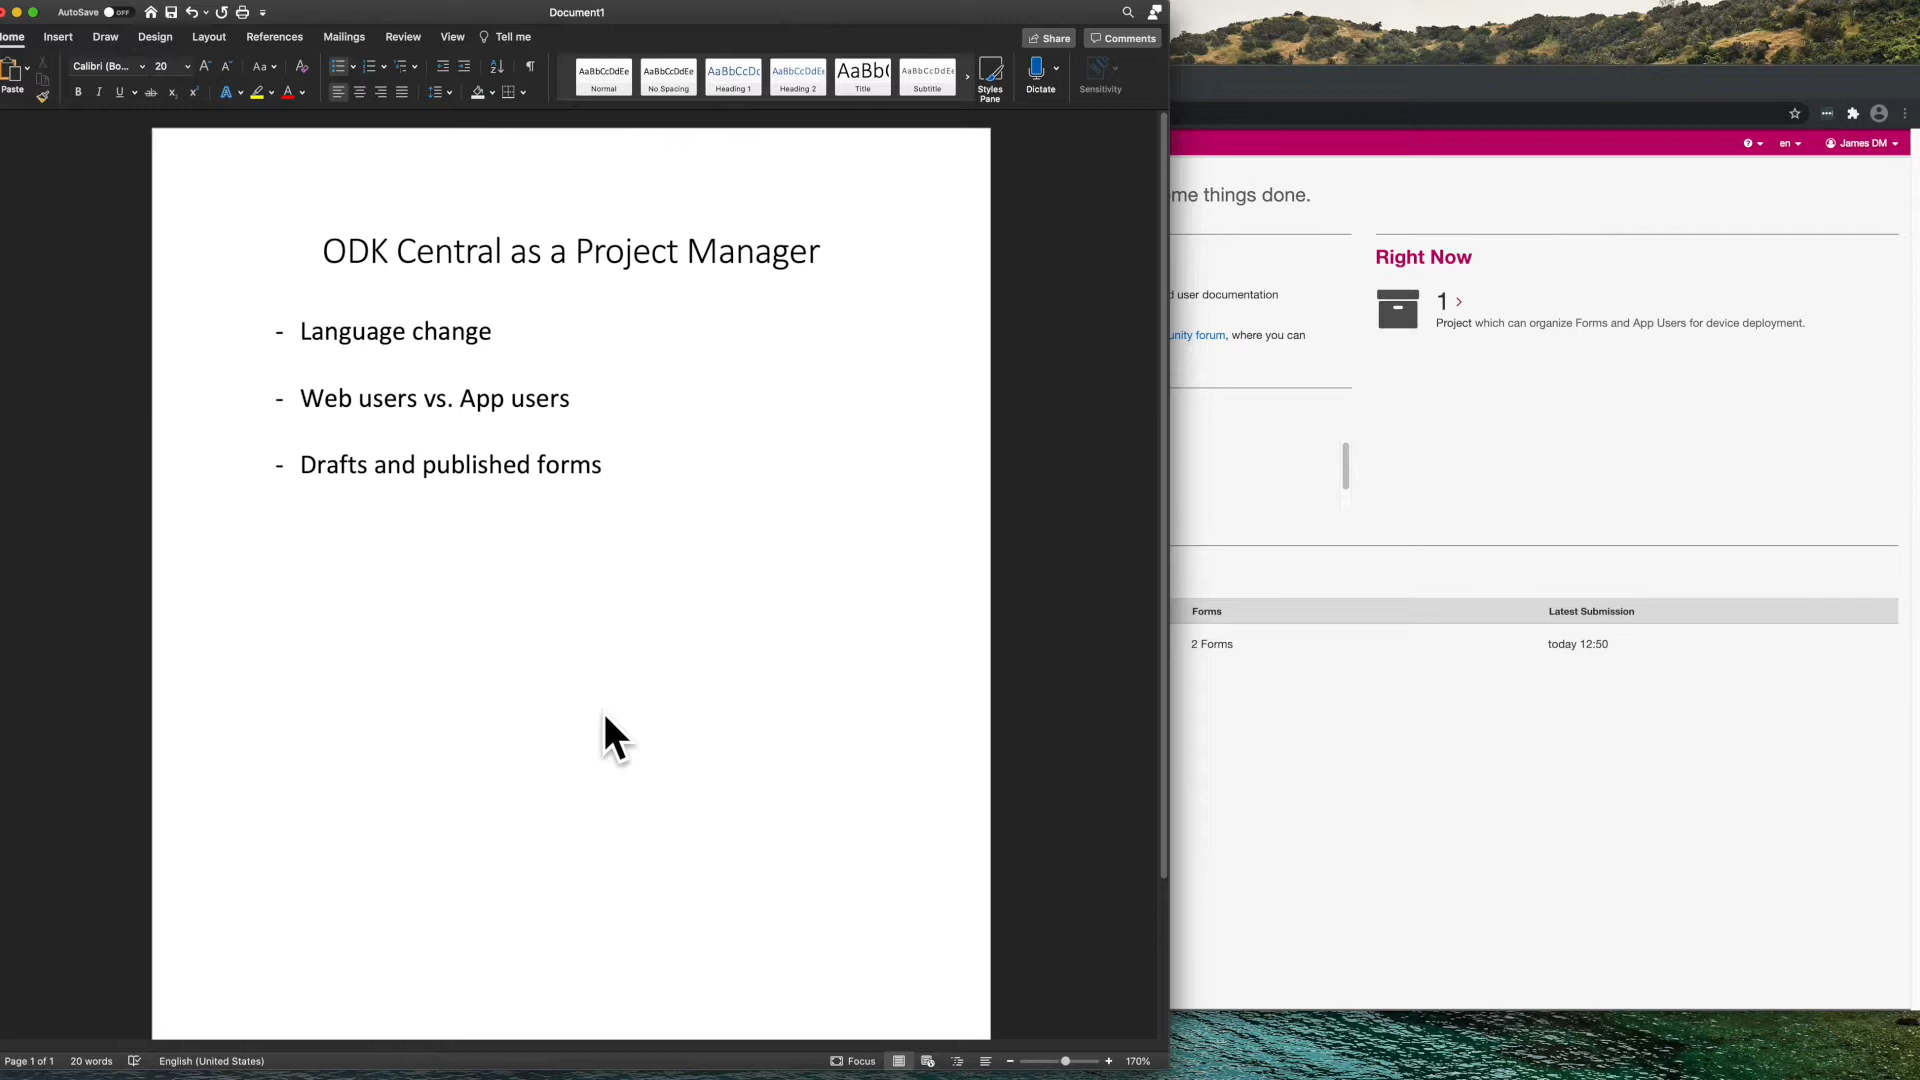 AutoSave OFF
Document1
Home Insert Draw Design Layout References Mailings Review View Tell me
Share Comments
Paste
Calibri (Bo... 20
AaBbCcDdEe AaBbCcDdEe AaBbCcDc AaBbCcDdEe AaBb( AaBbCcDdEe
Normal No Spacing Heading 1 Heading 2 Title Subtitle
Styles Pane
Dictate
Sensitivity
ODK Central as a Project Manager
- Language change
- Web users vs. App users
- Drafts and published forms
Page 1 of 1 20 words English (United States) Focus 170%
en James DM
me things done.
Right Now
1
Project which can organize Forms and App Users for device deployment.
d user documentation
unity forum, where you can
Forms Latest Submission
2 Forms today 12:50